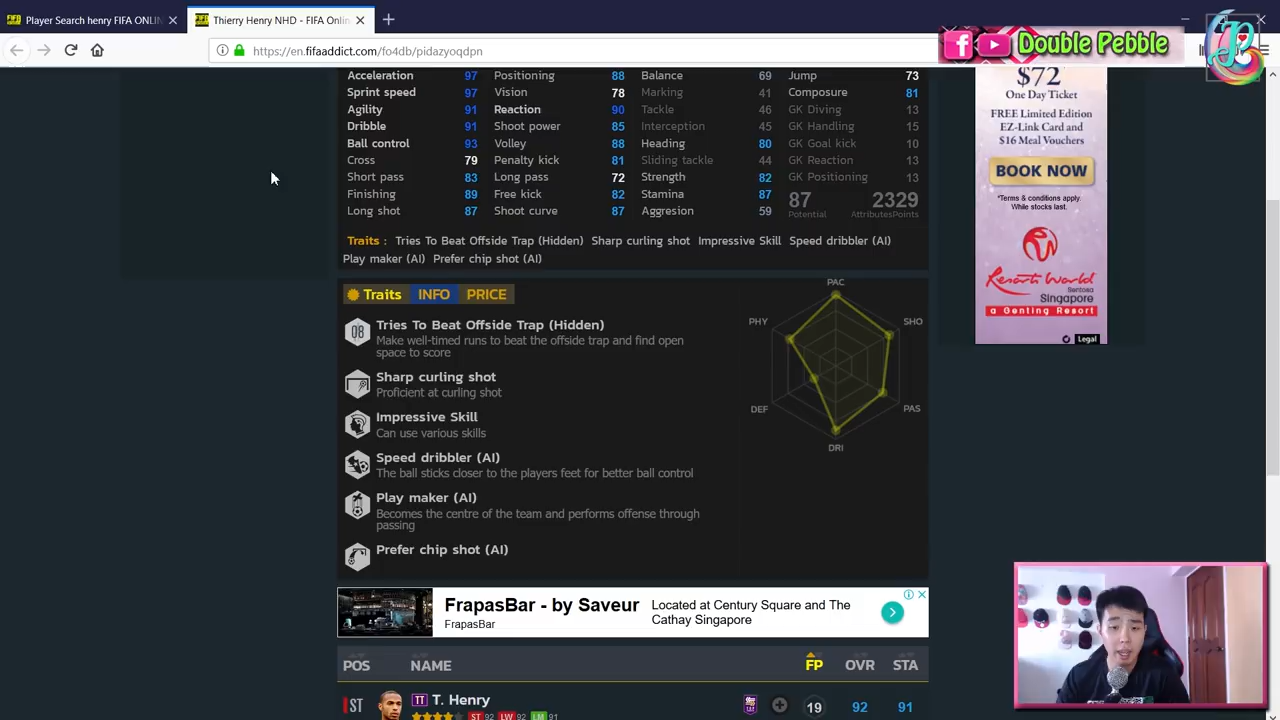 Player Search henry FIFA ONLIN
Thierry Henry NHD - FIFA Onlin
https://en.fifaaddict.com/fo4db/pidazyoqdpn
Double Pebble
Acceleration 97 Positioning 88 Balance 69 Jump 73
Sprint speed 97 Vision 78 Marking 41 Composure 81
Agility 91 Reaction 90 Tackle 46 GK Diving 13
Dribble 91 Shoot power 85 Interception 45 GK Handling 15
Ball control 93 Volley 88 Heading 80 GK Goal kick 10
Cross 79 Penalty kick 81 Sliding tackle 44 GK Reaction 13
Short pass 83 Long pass 72 Strength 82 GK Positioning 13
Finishing 89 Free kick 82 Stamina 87 87 2329
Long shot 87 Shoot curve 87 Aggresion 59 Potential AttributesPoints
Traits : Tries To Beat Offside Trap (Hidden) Sharp curling shot Impressive Skill Speed dribbler (AI)
Play maker (AI) Prefer chip shot (AI)
Traits INFO PRICE
Tries To Beat Offside Trap (Hidden)
Make well-timed runs to beat the offside trap and find open
space to score
Sharp curling shot
Proficient at curling shot
Impressive Skill
Can use various skills
Speed dribbler (AI)
The ball sticks closer to the players feet for better ball control
Play maker (AI)
Becomes the centre of the team and performs offense through
passing
Prefer chip shot (AI)
PAC
PHY SHO
DEF PAS
DRI
$72
One Day Ticket
FREE Limited Edition
EZ-Link Card and
$16 Meal Vouchers
BOOK NOW
*Terms & conditions apply.
While stocks last.
Resorts World
Sentosa
Singapore
a Genting Resort
Legal
FrapasBar - by Saveur
FrapasBar
Located at Century Square and The
Cathay Singapore
POS NAME FP OVR STA
ST TT T. Henry 19 92 91
ST 92 LW 92 LM 91